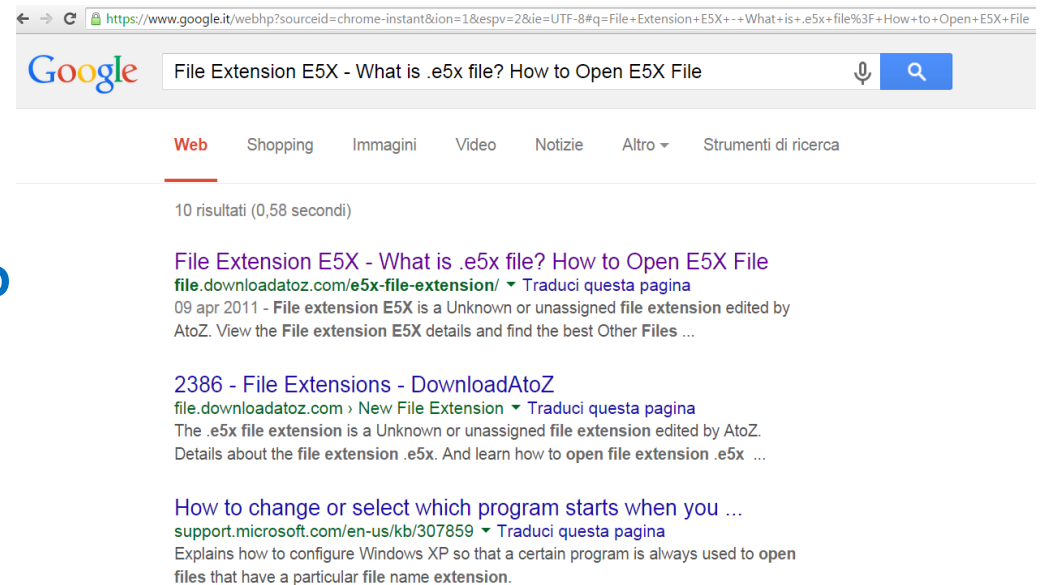 https://www.google.it/webhp?sourceid=chrome-instant&ion=1&espv=2&ie=UTF-8#q=File+Extension+E5X+-+What+is+.e5x+file%3F+How+to+Open+E5X+File
Google File Extension E5X - What is .e5x file? How to Open E5X File
Web Shopping Immagini Video Notizie Altro Strumenti di ricerca
10 risultati (0,58 secondi)
File Extension E5X - What is .e5x file? How to Open E5X File
file.downloadatoz.com/e5x-file-extension/ Traduci questa pagina
09 apr 2011 - File extension E5X is a Unknown or unassigned file extension edited by
AtoZ. View the File extension E5X details and find the best Other Files ...
2386 - File Extensions - DownloadAtoZ
file.downloadatoz.com › New File Extension Traduci questa pagina
The .e5x file extension is a Unknown or unassigned file extension edited by AtoZ.
Details about the file extension .e5x. And learn how to open file extension .e5x ...
How to change or select which program starts when you ...
support.microsoft.com/en-us/kb/307859 Traduci questa pagina
Explains how to configure Windows XP so that a certain program is always used to open
files that have a particular file name extension.